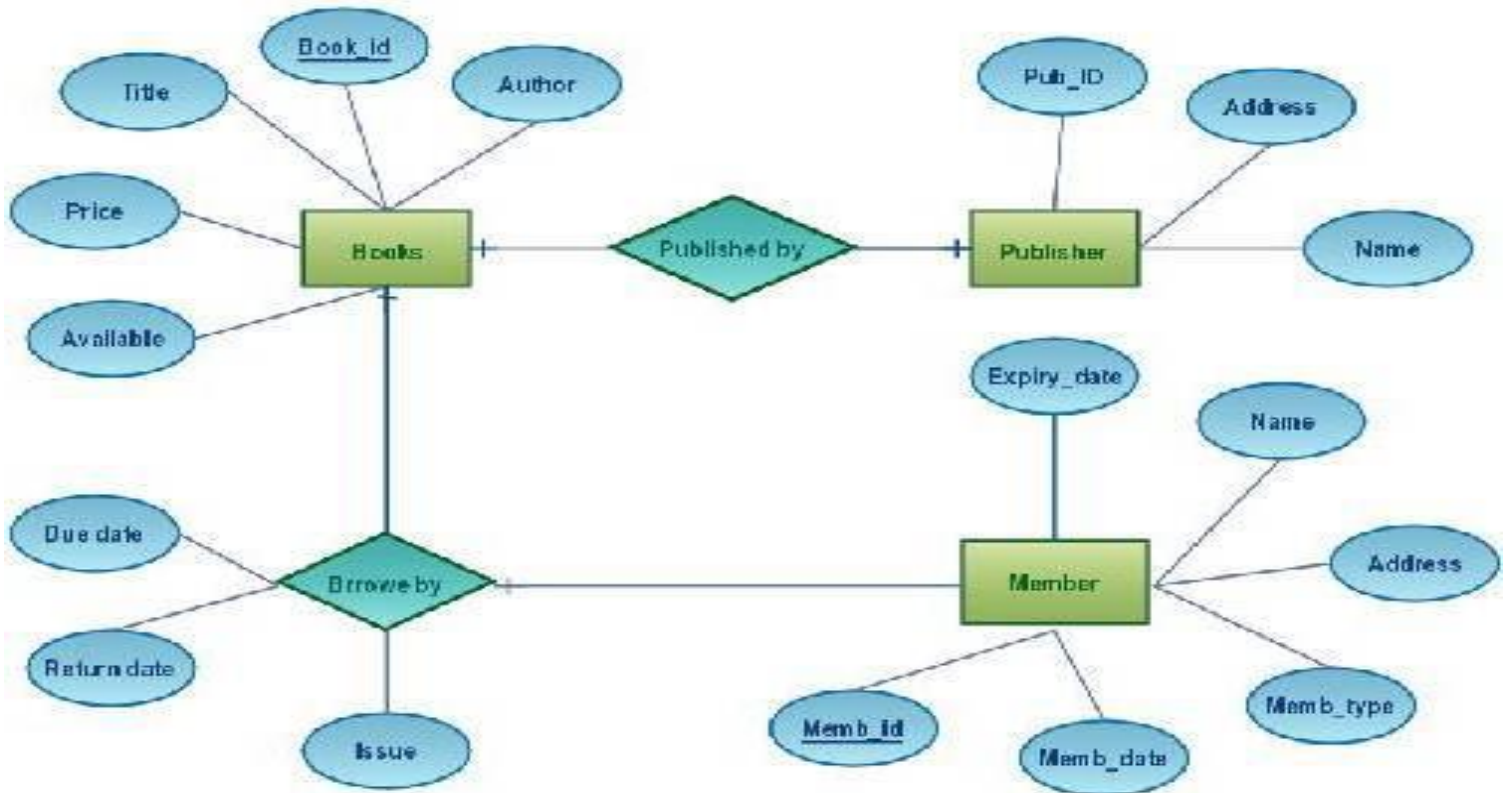 Book_id
Title
Author
Pub_ID
Address
Price
Books
Published by
Publisher
Name
Available
Expiry_date
Name
Due date
Brrowe by
Member
Address
Return date
Memb_type
Memb_id
Issue
Memb_date